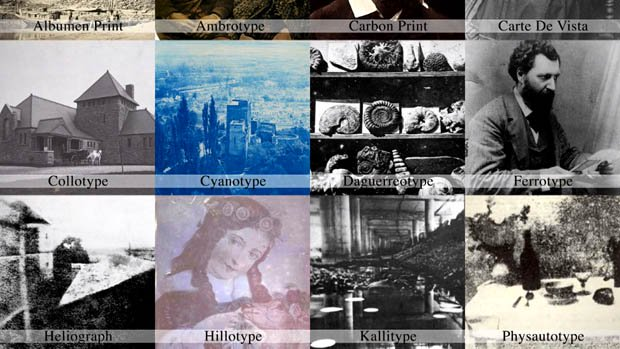 Albumen Print
Ambrotype
Carbon Print
Carte De Vista
Collotype
Cyanotype
Daguerreotype
Ferrotype
Heliograph
Hillotype
Kallitype
Physautotype